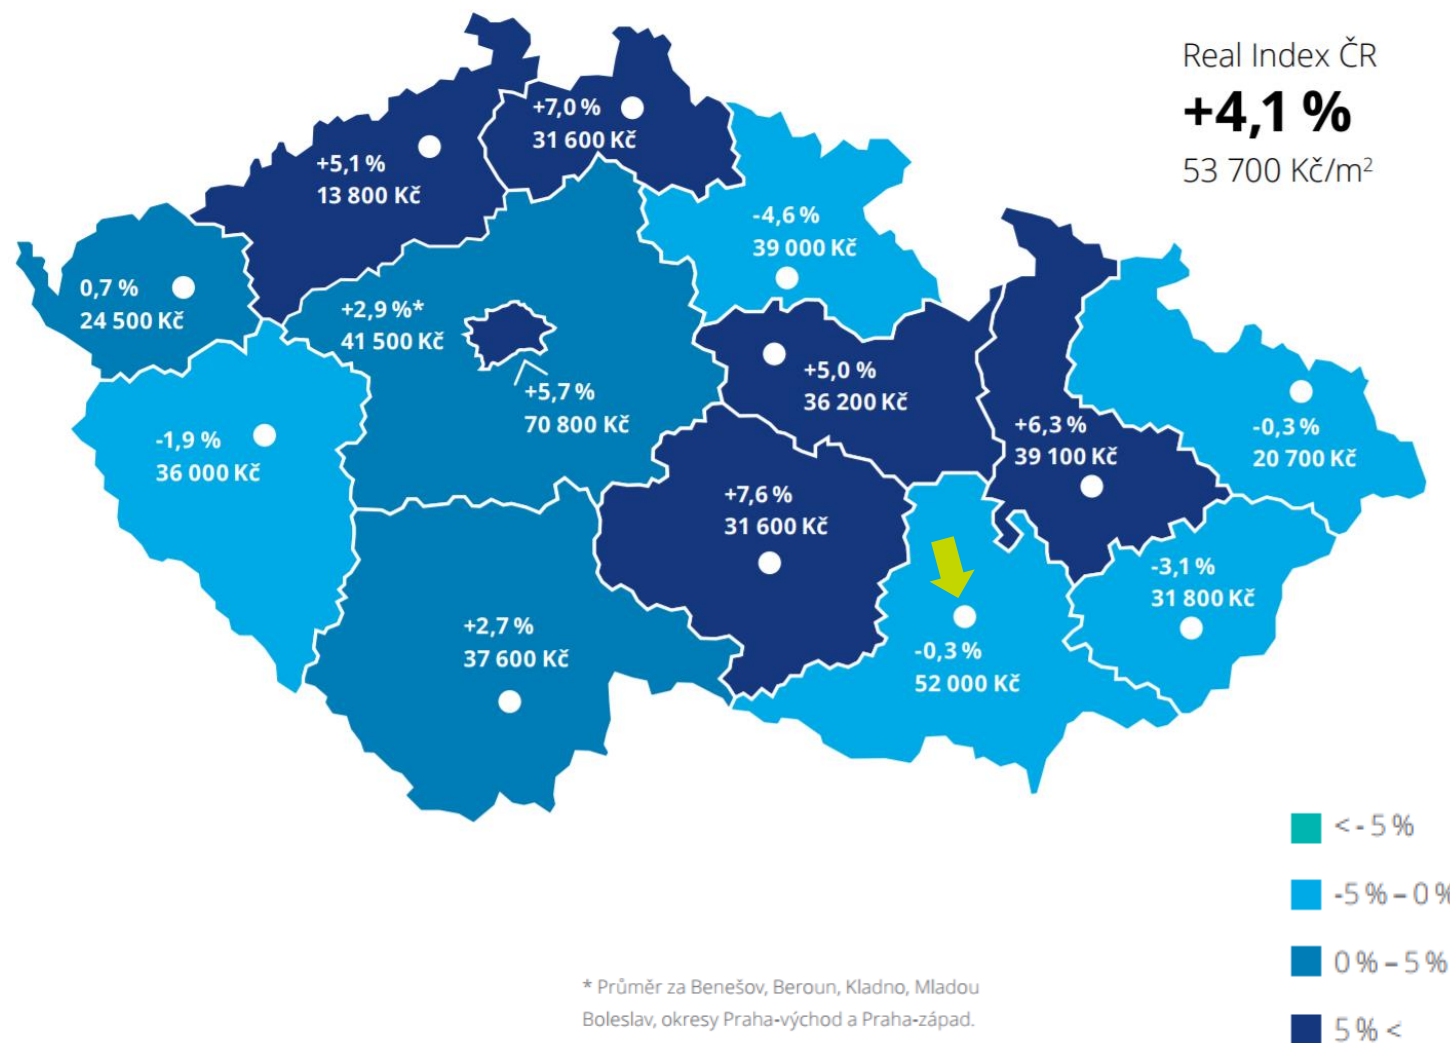 Real Index ČR
+4,1 %
53 700 Kč/m²
+7,0 %
31 600 Kč
+5,1 %
13 800 Kč
-4,6 %
39 000 Kč
0,7 %
24 500 Kč
+2,9 %*
41 500 Kč
+5,7 %
70 800 Kč
+5,0 %
36 200 Kč
+6,3 %
39 100 Kč
-0,3 %
20 700 Kč
-1,9 %
36 000 Kč
+7,6 %
31 600 Kč
-3,1 %
31 800 Kč
+2,7 %
37 600 Kč
-0,3 %
52 000 Kč
< - 5 %
-5 % – 0 %
0 % – 5 %
5 % <
* Průměr za Benešov, Beroun, Kladno, Mladou
Boleslav, okresy Praha-východ a Praha-západ.